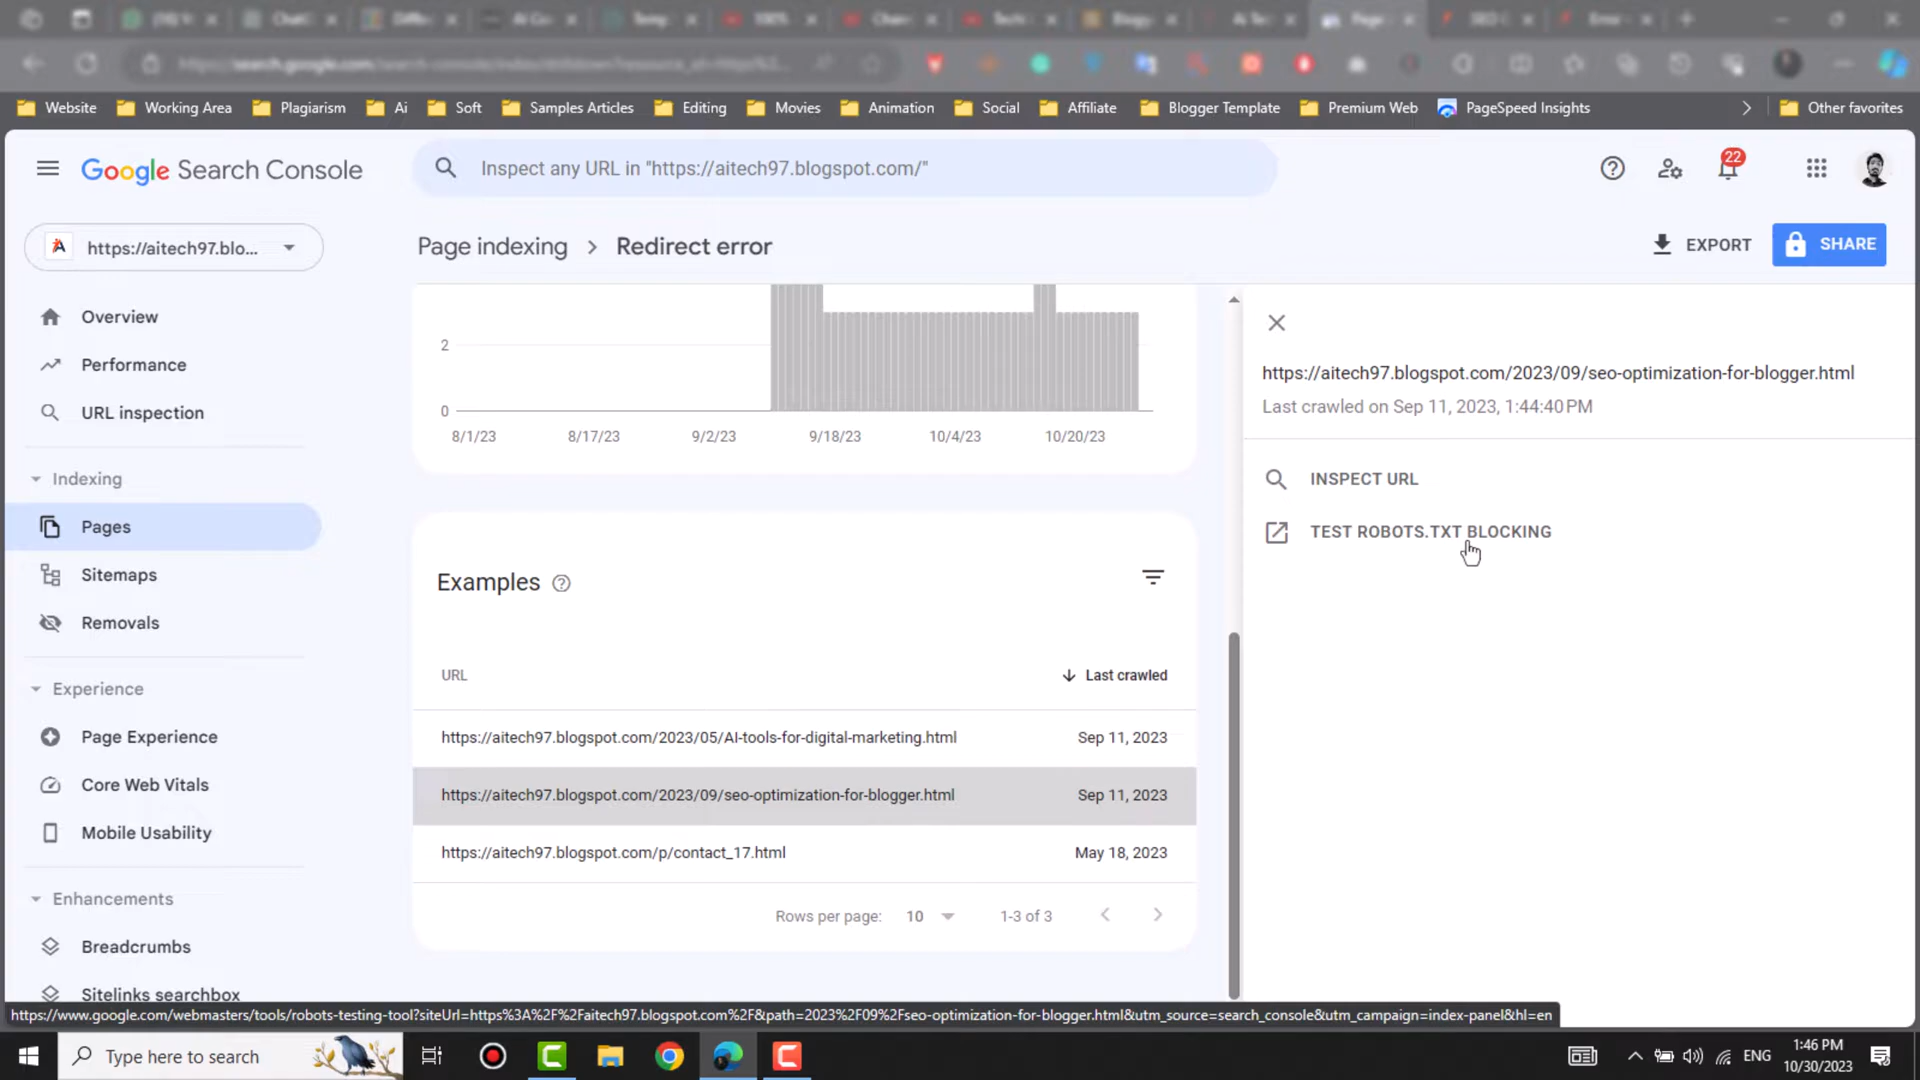 Website
Working Area
Plagiarism
Ai
Soft
Samples Articles
Editing
Movies
Animation
Social
Affiliate
Blogger Template
Premium Web
PageSpeed Insights
Other favorites
Google Search Console
Inspect any URL in "https://aitech97.blogspot.com/"
22
https://aitech97.blo...
Page indexing > Redirect error
EXPORT
SHARE
Overview
Performance
URL inspection
Indexing
Pages
Sitemaps
Removals
Experience
Page Experience
Core Web Vitals
Mobile Usability
Enhancements
Breadcrumbs
Sitelinks searchbox
2
0
8/1/23 8/17/23 9/2/23 9/18/23 10/4/23 10/20/23
Examples
URL Last crawled
https://aitech97.blogspot.com/2023/05/AI-tools-for-digital-marketing.html Sep 11, 2023
https://aitech97.blogspot.com/2023/09/seo-optimization-for-blogger.html Sep 11, 2023
https://aitech97.blogspot.com/p/contact_17.html May 18, 2023
Rows per page: 10 1-3 of 3
https://aitech97.blogspot.com/2023/09/seo-optimization-for-blogger.html
Last crawled on Sep 11, 2023, 1:44:40 PM
INSPECT URL
TEST ROBOTS.TXT BLOCKING
https://www.google.com/webmasters/tools/robots-testing-tool?siteUrl=https%3A%2F%2Faitech97.blogspot.com%2F&path=2023%2F09%2Fseo-optimization-for-blogger.html&utm_source=search_console&utm_campaign=index-panel&hl=en
Type here to search
ENG
1:46 PM
10/30/2023